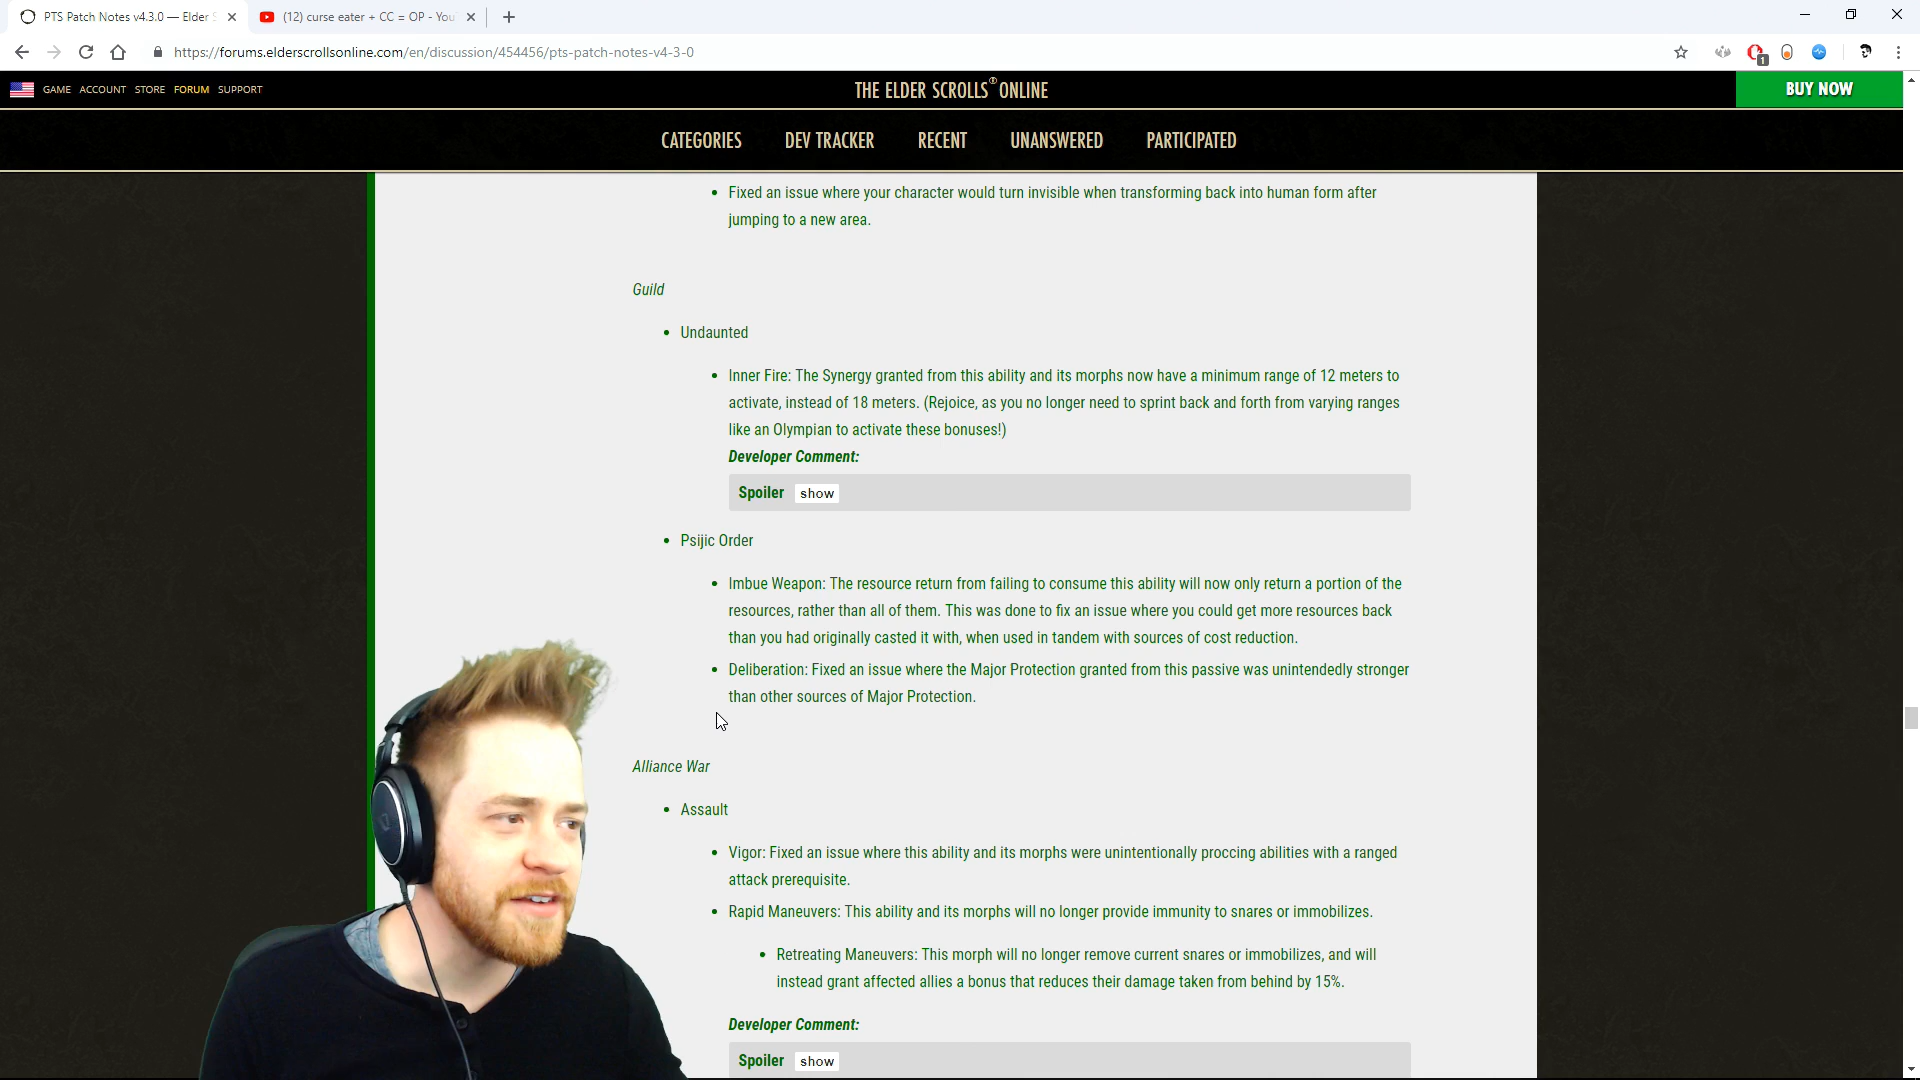 PTS Patch Notes v4.3.0 — Elder S
(12) curse eater + CC = OP - You
https://forums.elderscrollsonline.com/en/discussion/454456/pts-patch-notes-v4-3-0
1
GAME ACCOUNT STORE FORUM SUPPORT
THE ELDER SCROLLS ONLINE
BUY NOW
CATEGORIES DEV TRACKER RECENT UNANSWERED PARTICIPATED
• Fixed an issue where your character would turn invisible when transforming back into human form after
jumping to a new area.
Guild
• Undaunted
• Inner Fire: The Synergy granted from this ability and its morphs now have a minimum range of 12 meters to
activate, instead of 18 meters. (Rejoice, as you no longer need to sprint back and forth from varying ranges
like an Olympian to activate these bonuses!)
Developer Comment:
Spoiler show
• Psijic Order
• Imbue Weapon: The resource return from failing to consume this ability will now only return a portion of the
resources, rather than all of them. This was done to fix an issue where you could get more resources back
than you had originally casted it with, when used in tandem with sources of cost reduction.
• Deliberation: Fixed an issue where the Major Protection granted from this passive was unintendedly stronger
than other sources of Major Protection.
Alliance War
• Assault
• Vigor: Fixed an issue where this ability and its morphs were unintentionally proccing abilities with a ranged
attack prerequisite.
• Rapid Maneuvers: This ability and its morphs will no longer provide immunity to snares or immobilizes.
• Retreating Maneuvers: This morph will no longer remove current snares or immobilizes, and will
instead grant affected allies a bonus that reduces their damage taken from behind by 15%.
Developer Comment:
Spoiler show